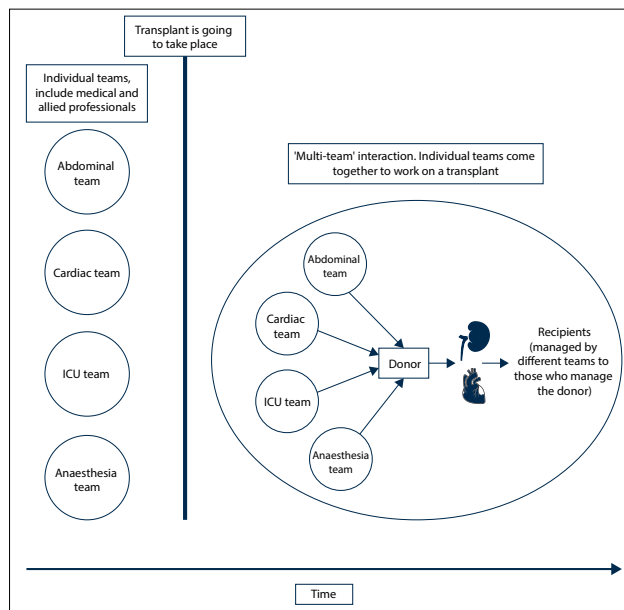 Transplant is going
to take place
Individual teams,
include medical and
allied professionals
Abdominal
team
Cardiac team
ICU team
Anaesthesia
team
'Multi-team' interaction. Individual teams come
together to work on a transplant
Abdominal
team
Cardiac
team
ICU team
Anaesthesia
team
Donor
Recipients
(managed by
different teams to
those who manage
the donor)
Time